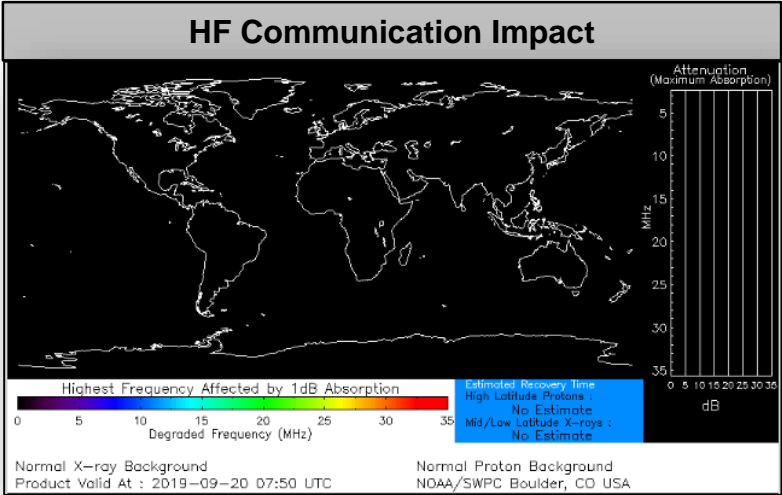 HF Communication Impact
Attenuation
(Maximum Absorption)
5
10
15
20
25
30
35
MHz
0 5 10 15 20 25 30 35
dB
Highest Frequency Affected by 1dB Absorption
0 5 10 15 20 25 30 35
Degraded Frequency (MHz)
Estimated Recovery Time
High Latitude Protons :
No Estimate
Mid/Low Latitude X-rays :
No Estimate
Normal X-ray Background
Normal Proton Background
Product Valid At : 2019-09-20 07:50 UTC
NOAA/SWPC Boulder, CO USA